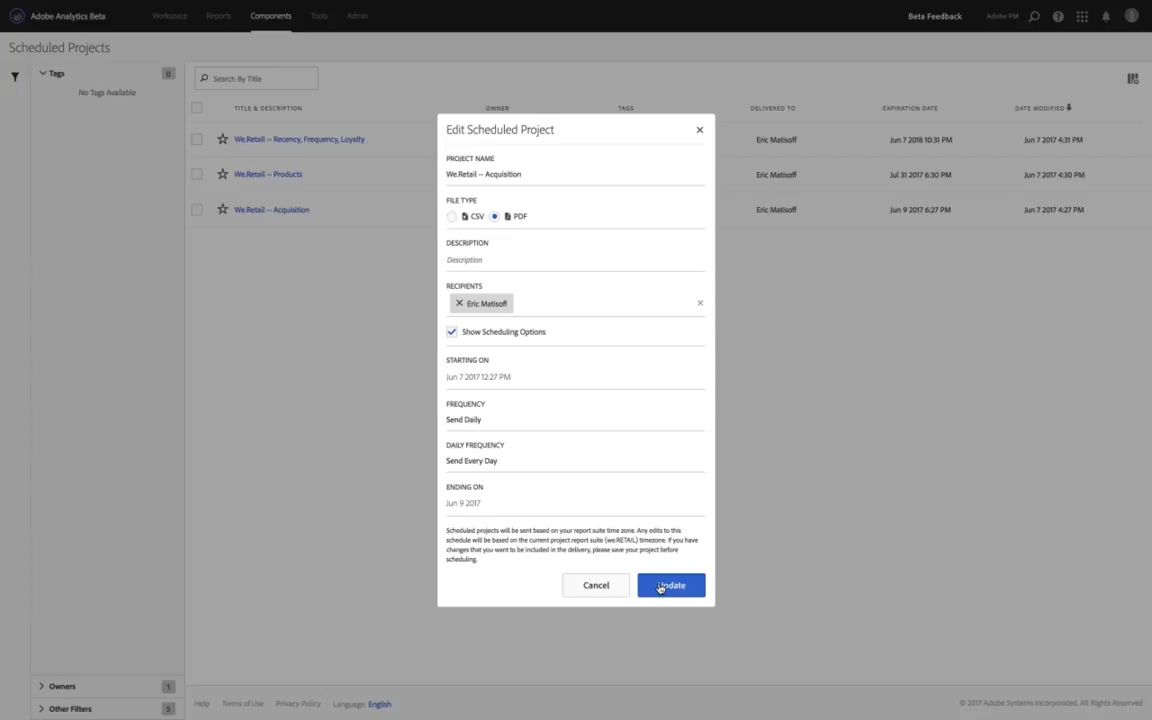 Adobe Analytics Beta
Workspace Reports Components Tools Admin
Beta Feedback Adobe PM
Scheduled Projects
Tags 0
No Tags Available
Search By Title
TITLE & DESCRIPTION OWNER TAGS DELIVERED TO EXPIRATION DATE DATE MODIFIED
We.Retail -- Recency, Frequency, Loyalty Eric Matisoff Jun 7 2018 10:31 PM Jun 7 2017 4:31 PM
We.Retail -- Products Eric Matisoff Jul 31 2017 6:30 PM Jun 7 2017 4:30 PM
We.Retail -- Acquisition Eric Matisoff Jun 9 2017 6:27 PM Jun 7 2017 4:27 PM
Edit Scheduled Project
PROJECT NAME
We.Retail -- Acquisition
FILE TYPE
CSV PDF
DESCRIPTION
Description
RECIPIENTS
Eric Matisoff
Show Scheduling Options
STARTING ON
Jun 7 2017 12:27 PM
FREQUENCY
Send Daily
DAILY FREQUENCY
Send Every Day
ENDING ON
Jun 9 2017
Scheduled projects will be sent based on your report suite time zone. Any edits to this
schedule will be based on the current project report suite (we.RETAIL) timezone. If you have
changes that you want to be included in the delivery, please save your project before
scheduling.
Cancel Update
Owners 1
Other Filters 5
Help Terms of Use Privacy Policy Language: English
© 2017 Adobe Systems Incorporated. All Rights Reserved